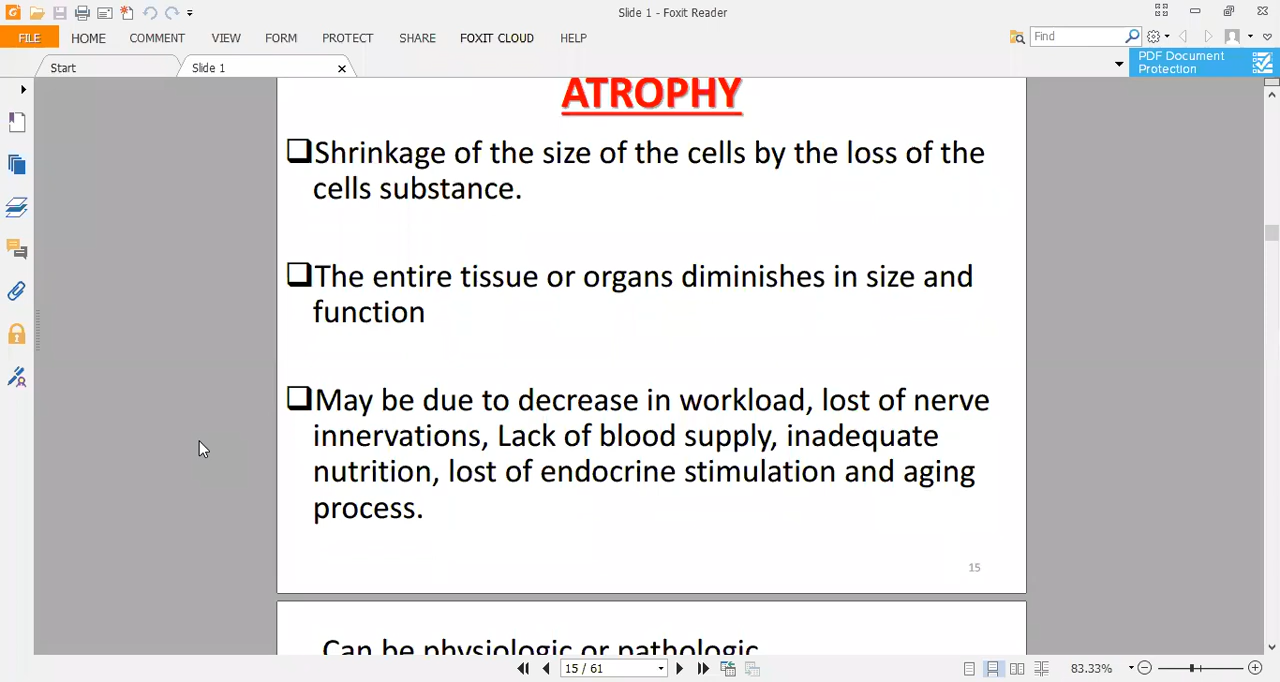 Slide 1 - Foxit Reader
FILE HOME COMMENT VIEW FORM PROTECT SHARE FOXIT CLOUD HELP
Find
Start Slide 1
PDF Document
Protection
ATROPHY
Shrinkage of the size of the cells by the loss of the
cells substance.
The entire tissue or organs diminishes in size and
function
May be due to decrease in workload, lost of nerve
innervations, Lack of blood supply, inadequate
nutrition, lost of endocrine stimulation and aging
process.
15
Can be physiologic or pathologic
15 / 61
83.33%